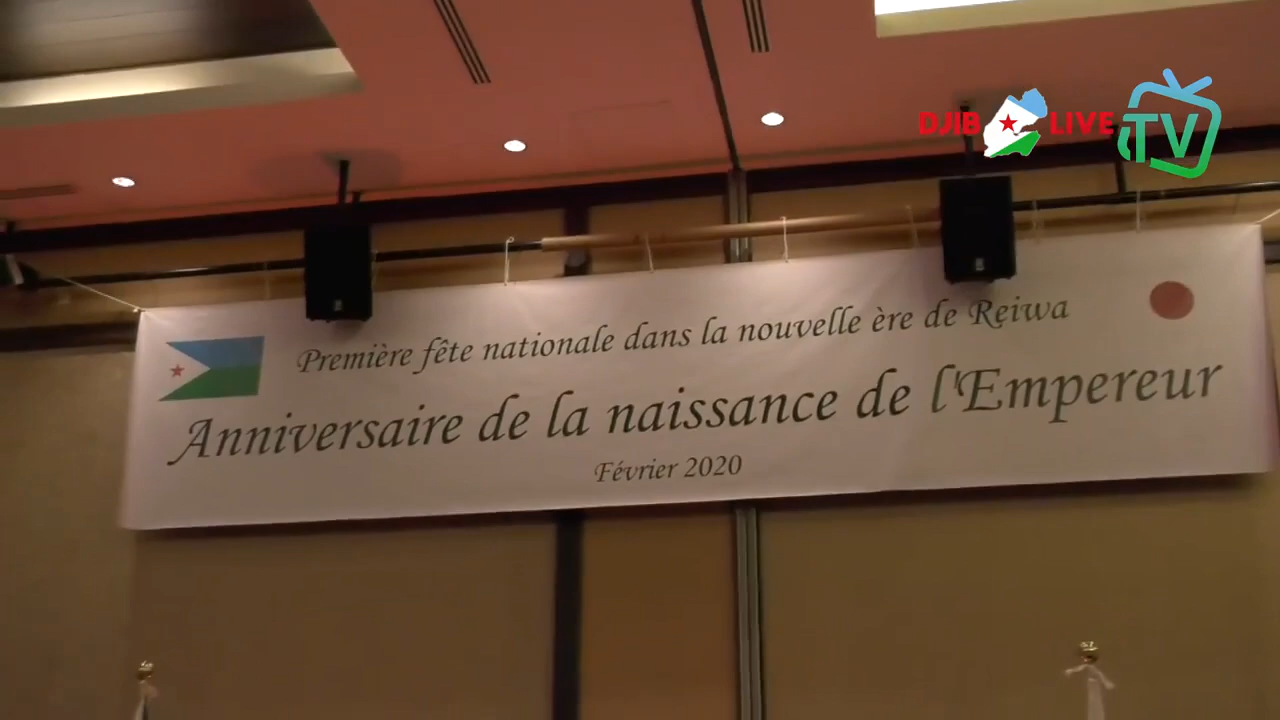 DJIB LIVE TV
Première fête nationale dans la nouvelle ère de Reiwa
Anniversaire de la naissance de l'Empereur
Février 2020